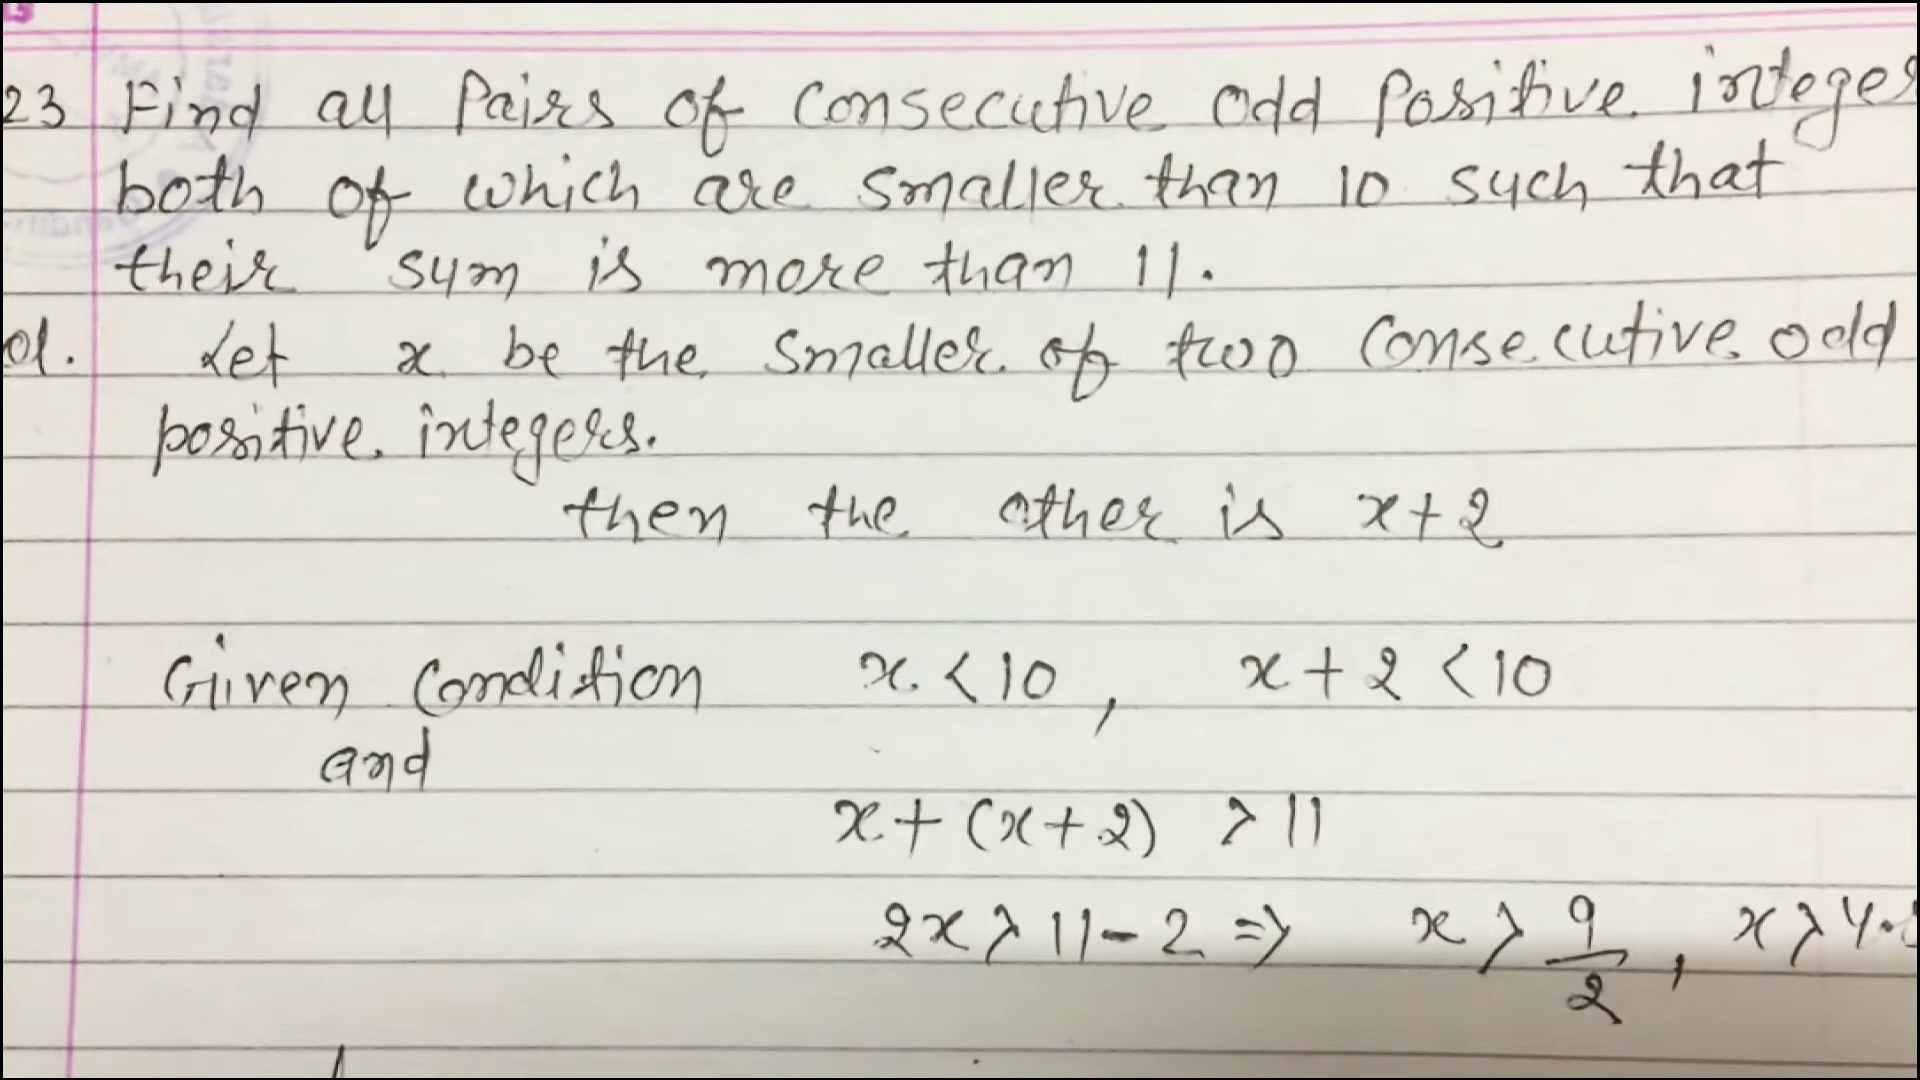 23 Find all Pairs of consecutive odd Positive integer
both of which are smaller than 10 such that
their sum is more than 11.
ol. Let x be the smaller of two consecutive odd
positive integers.
then the other is x+2
Given condition x < 10, x + 2 < 10
and
x + (x+2) > 11
2x > 11-2 => x > 9/2, x > 4.5